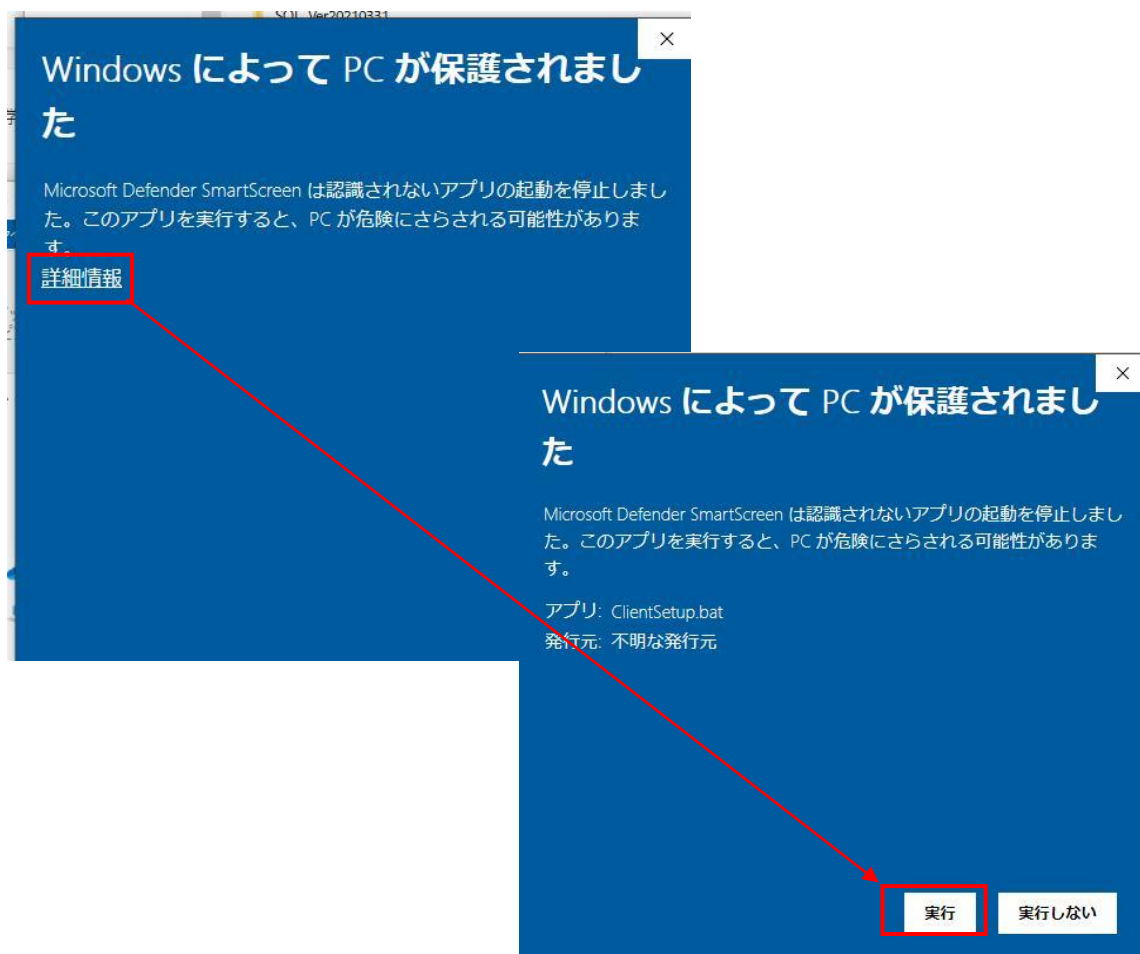 SQL_Ver20210331
Windows によって PC が保護されまし
た
Microsoft Defender SmartScreen は認識されないアプリの起動を停止しまし
た。このアプリを実行すると、PC が危険にさらされる可能性がありま
す。
詳細情報
Windows によって PC が保護されまし
た
Microsoft Defender SmartScreen は認識されないアプリの起動を停止しまし
た。このアプリを実行すると、PC が危険にさらされる可能性がありま
す。
アプリ: ClientSetup.bat
発行元: 不明な発行元
実行 実行しない